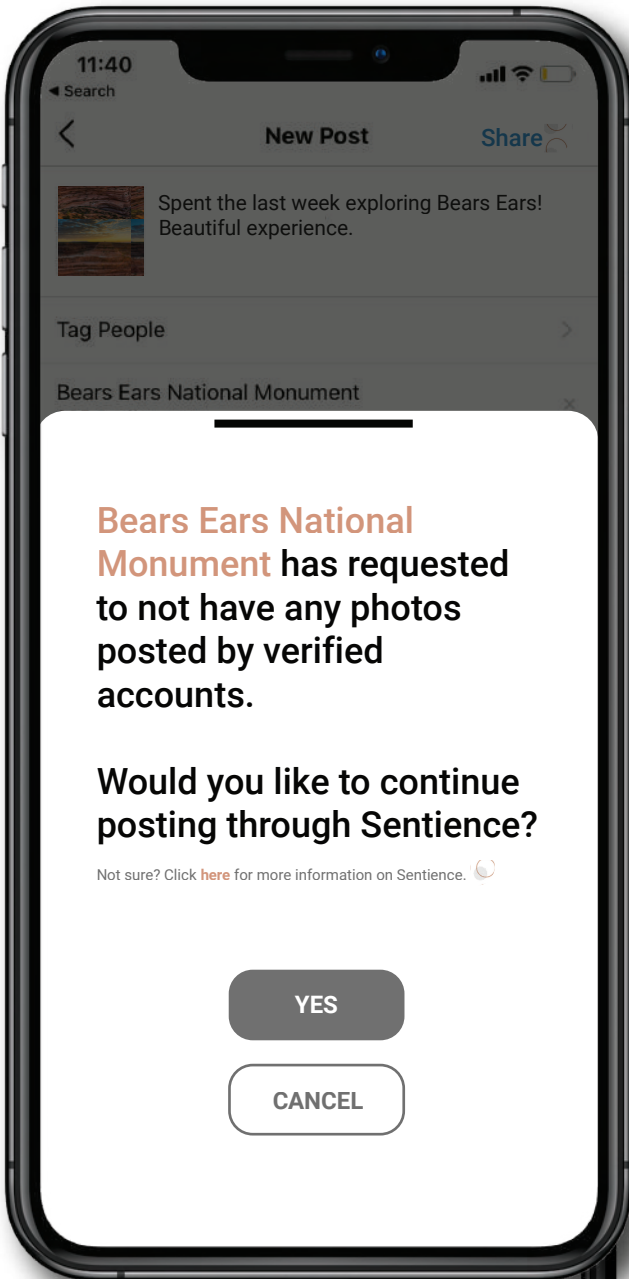 11:40
◀ Search
New Post
Share
Spent the last week exploring Bears Ears!
Beautiful experience.
Tag People
Bears Ears National Monument
Bears Ears National
Monument has requested
to not have any photos
posted by verified
accounts.
Would you like to continue
posting through Sentience?
Not sure? Click here for more information on Sentience.
YES
CANCEL